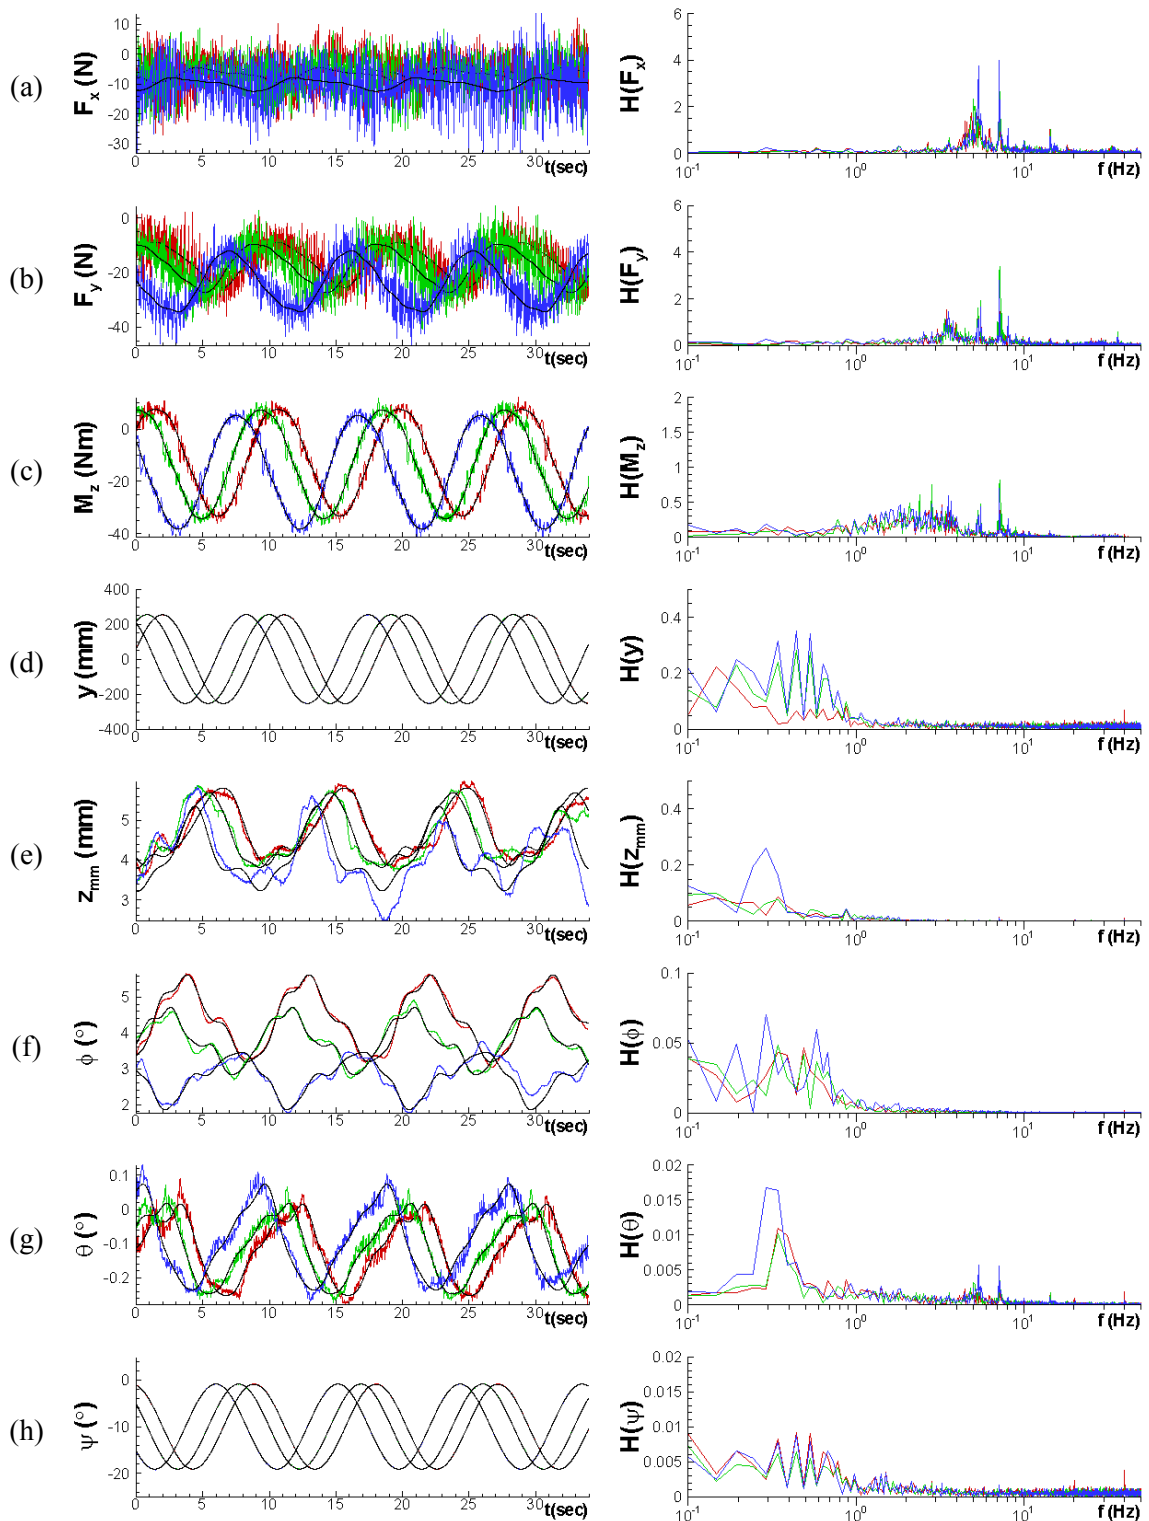 (a)
F_x (N)
10
0
-10
-20
-30
0 5 10 15 20 25 30
t(sec)
H(F_x)
6
4
2
0
10^-1 10^0 10^1
f (Hz)
(b)
F_y (N)
0
-20
-40
0 5 10 15 20 25 30
t(sec)
H(F_y)
6
4
2
0
10^-1 10^0 10^1
f (Hz)
(c)
M_z (Nm)
0
-20
-40
0 5 10 15 20 25 30
t(sec)
H(M_z)
2
1.5
1
0.5
0
10^-1 10^0 10^1
f (Hz)
(d)
y (mm)
400
200
0
-200
-400
0 5 10 15 20 25 30
t(sec)
H(y)
0.4
0.2
0
10^-1 10^0 10^1
f (Hz)
(e)
z_mm (mm)
5
4
3
0 5 10 15 20 25 30
t(sec)
H(z_mm)
0.4
0.2
0
10^-1 10^0 10^1
f (Hz)
(f)
ϕ (°)
5
4
3
2
0 5 10 15 20 25 30
t(sec)
H(ϕ)
0.1
0.05
0
10^-1 10^0 10^1
f (Hz)
(g)
θ (°)
0.1
0
-0.1
-0.2
0 5 10 15 20 25 30
t(sec)
H(θ)
0.02
0.015
0.01
0.005
0
10^-1 10^0 10^1
f (Hz)
(h)
ψ (°)
0
-10
-20
0 5 10 15 20 25 30
t(sec)
H(ψ)
0.02
0.015
0.01
0.005
0
10^-1 10^0 10^1
f (Hz)